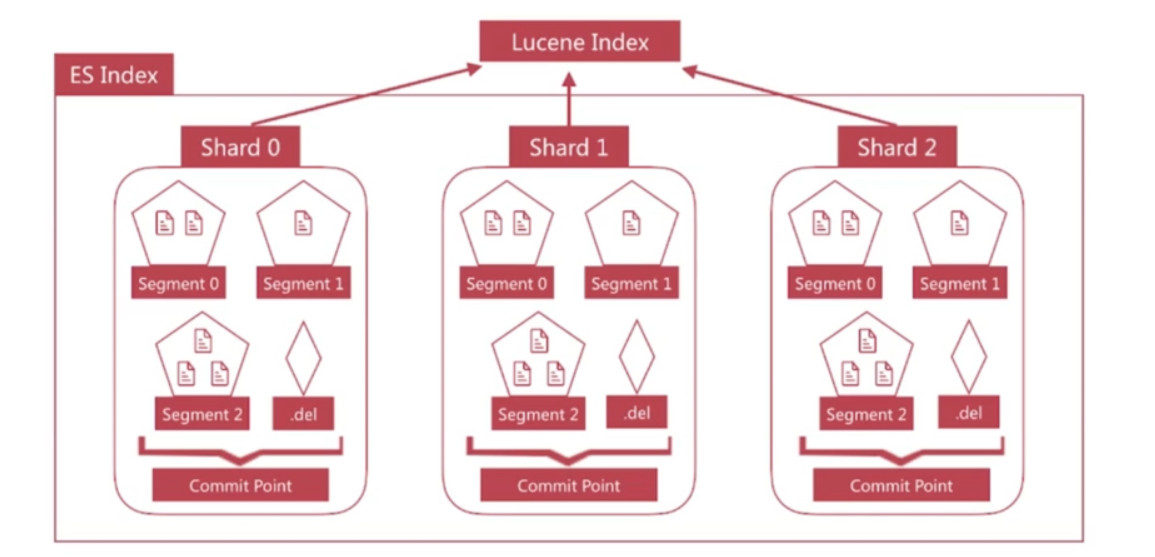 Lucene Index
ES Index
Shard 0
Shard 1
Shard 2
Segment 0
Segment 1
Segment 0
Segment 1
Segment 0
Segment 1
Segment 2
.del
Segment 2
.del
Segment 2
.del
Commit Point
Commit Point
Commit Point